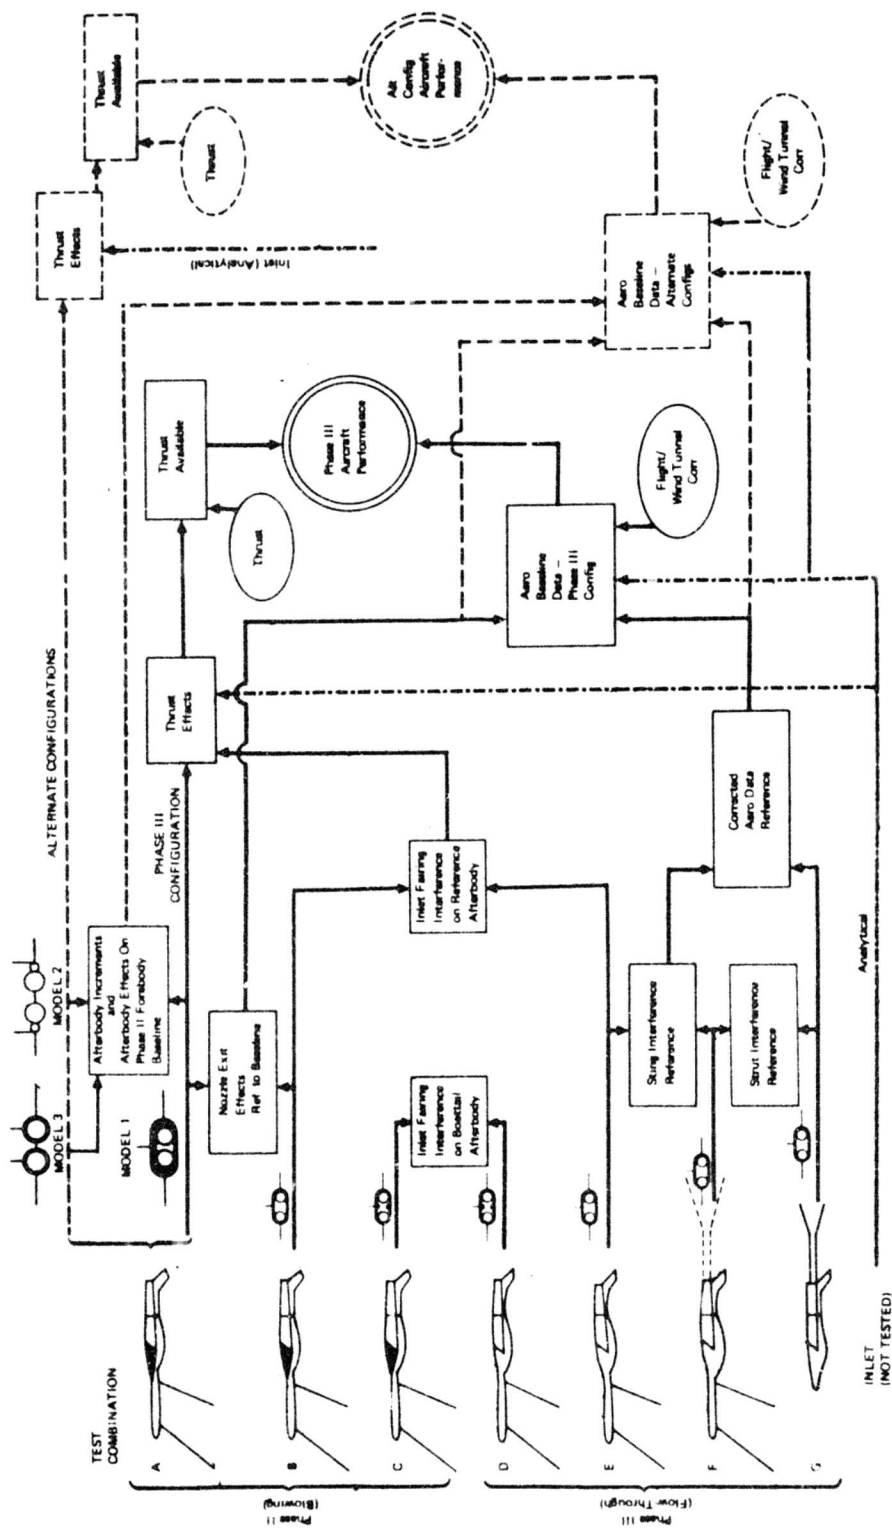 TEST
COMBINATION
A
B
C
D
E
F
G
Phase II
(Blowing)
Phase III
(Flow Through)
INLET
(NOT TESTED)
MODEL 3
MODEL 2
MODEL 1
ALTERNATE CONFIGURATIONS
PHASE III
CONFIGURATION
Afterbody Increments
and
Afterbody Effects On
Phase II Forebody
Baseline
Nozzle Exit
Effects
Ref to Baseline
Inlet Fairing
Interference
on Boattail
Afterbody
Inlet Fairing
Interference
on Reference
Afterbody
Sting Interference
Reference
Strut Interference
Reference
Corrected
Aero Data
Reference
Analytical
Thrust
Effects
Thrust
Available
Thrust
Phase III
Aircraft
Performance
Aero
Baseline
Data –
Phase III
Config
Flight/
Wind Tunnel
Corr
Thrust
Effects
Inlet (Analytical)
Thrust
Available
Thrust
Alt
Config
Aircraft
Perfor-
mance
Aero
Baseline
Data –
Alternate
Configs
Flight/
Wind Tunnel
Corr